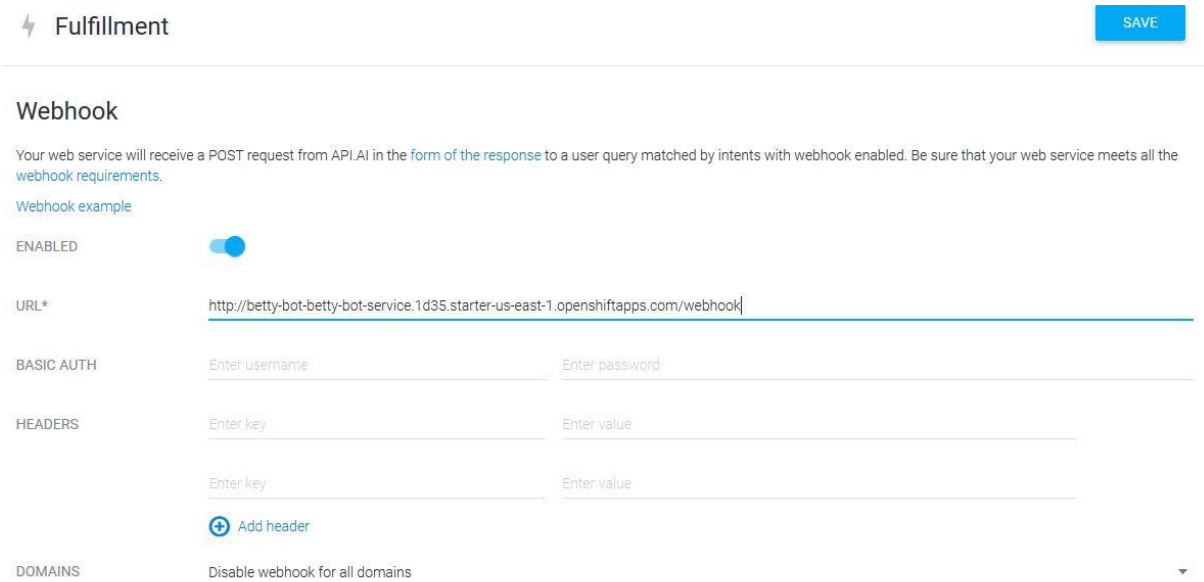 Fulfillment
SAVE
Webhook
Your web service will receive a POST request from API.AI in the form of the response to a user query matched by intents with webhook enabled. Be sure that your web service meets all the
webhook requirements.
Webhook example
ENABLED
URL* http://betty-bot-betty-bot-service.1d35.starter-us-east-1.openshiftapps.com/webhook
BASIC AUTH Enter username Enter password
HEADERS Enter key Enter value
Enter key Enter value
Add header
DOMAINS Disable webhook for all domains